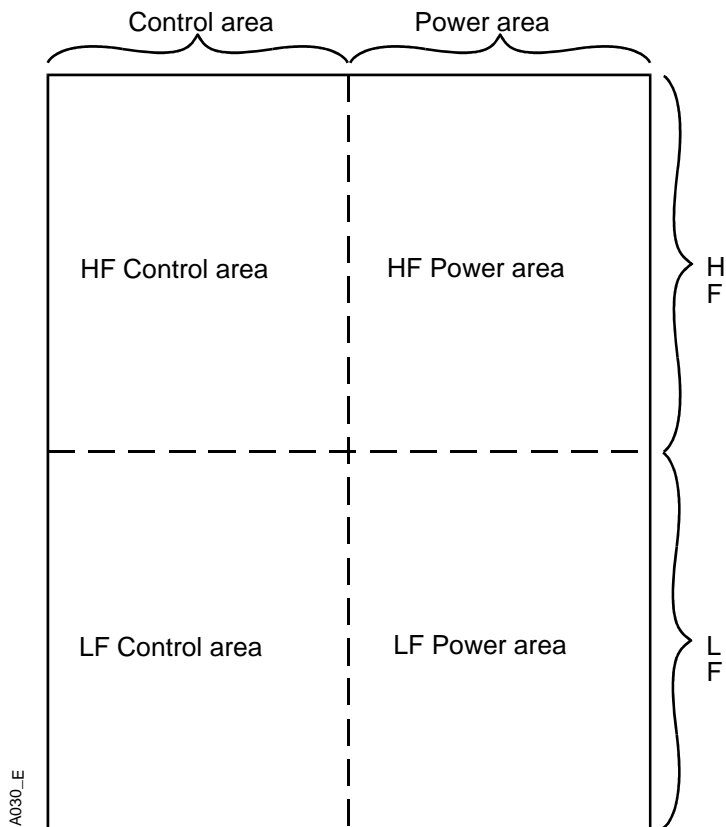 Control area
Power area
HF Control area
HF Power area
H
F
LF Control area
LF Power area
L
F
A030_E